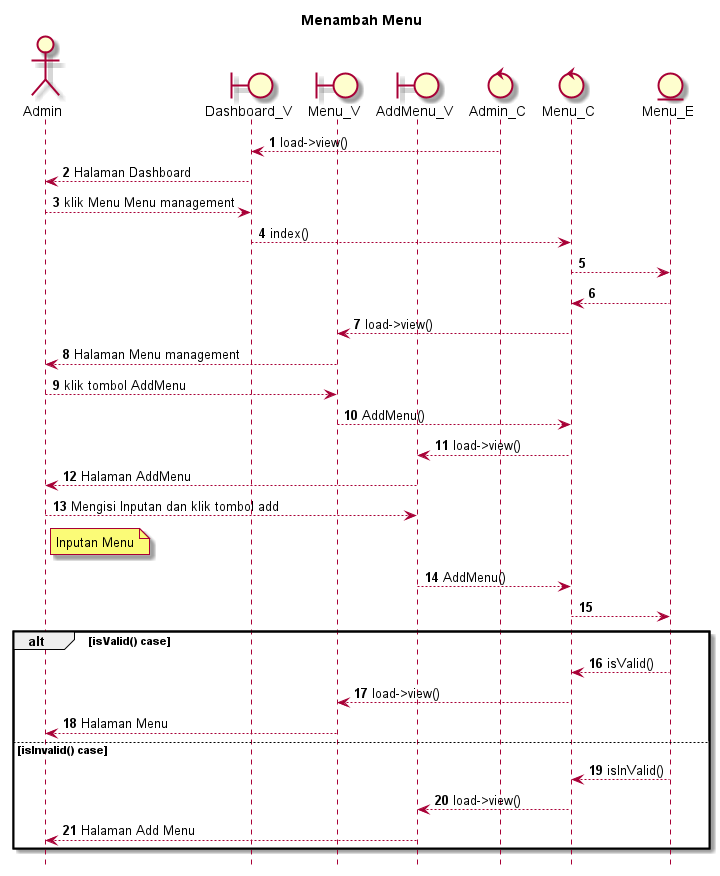 Menambah Menu
Admin
Dashboard_V
Menu_V
AddMenu_V
Admin_C
Menu_C
Menu_E
1 load->view()
2 Halaman Dashboard
3 klik Menu Menu management
4 index()
5
6
7 load->view()
8 Halaman Menu management
9 klik tombol AddMenu
10 AddMenu()
11 load->view()
12 Halaman AddMenu
13 Mengisi Inputan dan klik tombol add
Inputan Menu
14 AddMenu()
15
alt [isValid() case]
16 isValid()
17 load->view()
18 Halaman Menu
[isInvalid() case]
19 isInValid()
20 load->view()
21 Halaman Add Menu